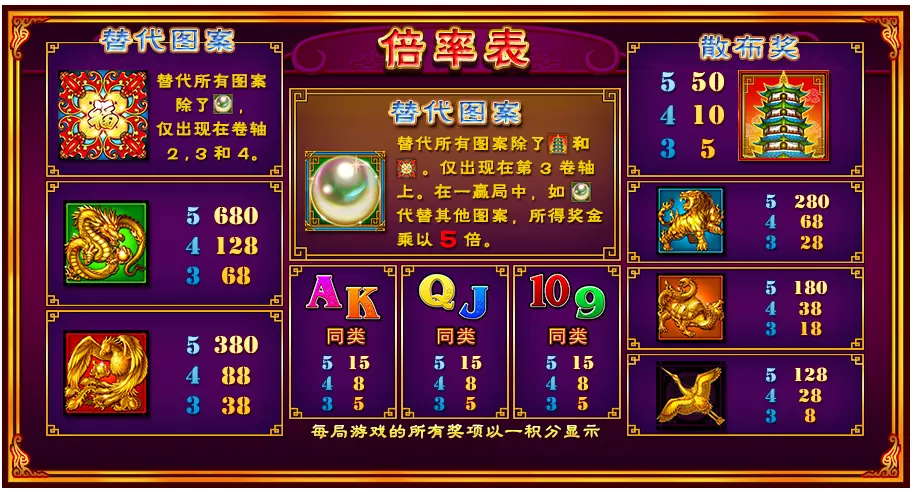 倍率表
替代图案
替代所有图案
除了 ,
仅出现在卷轴
2,3 和 4。
福
5 680
4 128
3 68
5 380
4 88
3 38
替代图案
替代所有图案除了 和
。仅出现在第 3 卷轴
上。在一赢局中，如
代替其他图案，所得奖金
乘以 5 倍。
A K
同类
5 15
4 8
3 5
Q J
同类
5 15
4 8
3 5
10 9
同类
5 15
4 8
3 5
散布奖
5 50
4 10
3 5
5 280
4 68
3 28
5 180
4 38
3 18
5 128
4 28
3 8
每局游戏的所有奖项以一积分显示